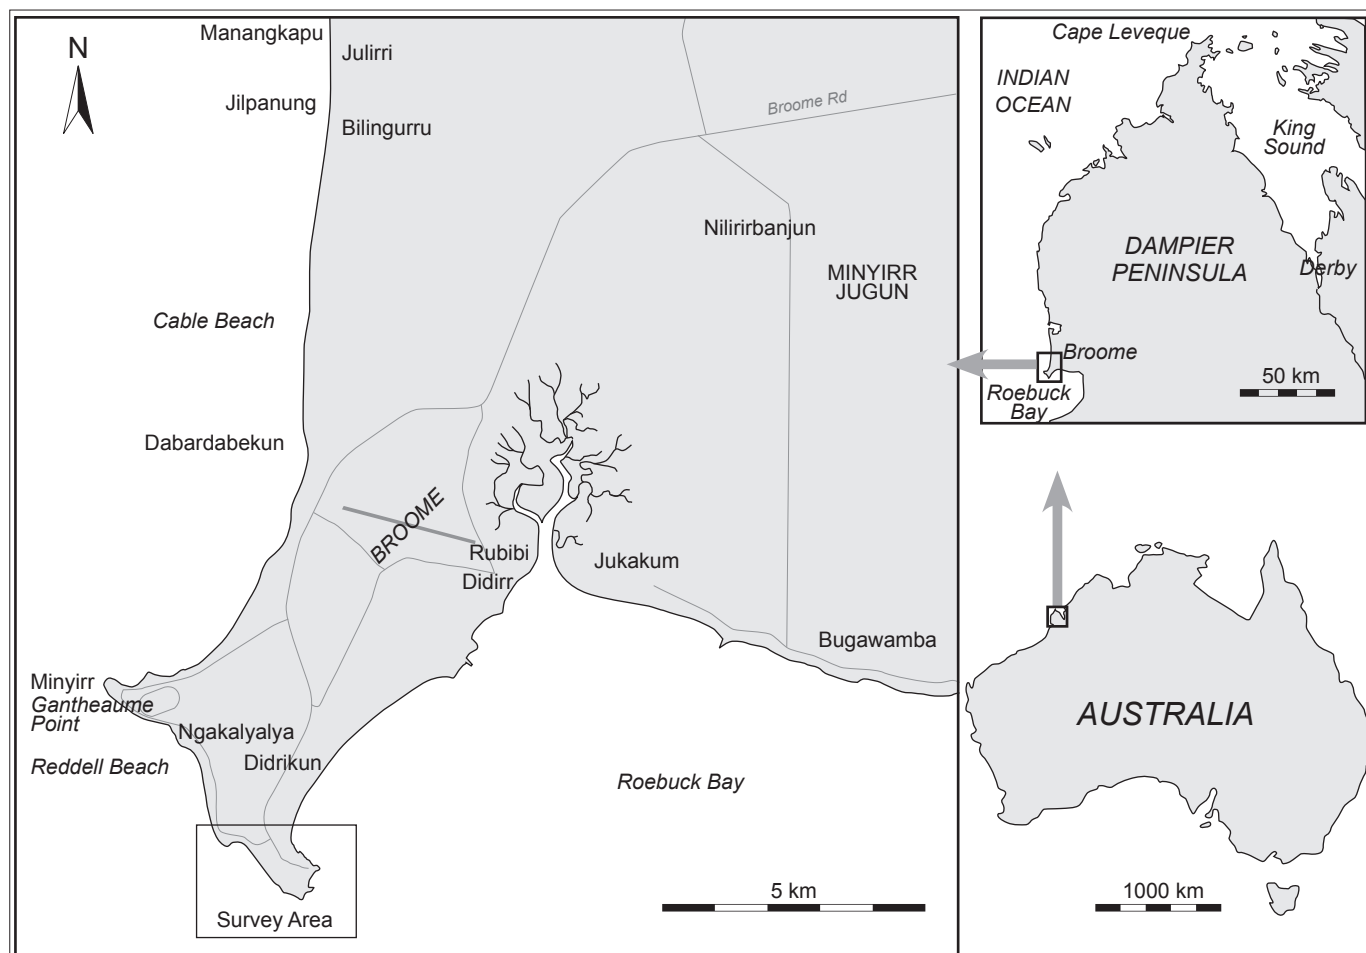 Manangkapu
N
Julirri
Jilpanung
Bilingurru
Broome Rd
Nilirirbanjun
MINYIRR
JUGUN
Cable Beach
Dabardabekun
BROOME
Rubibi
Didirr
Jukakum
Bugawamba
Minyirr
Gantheaume
Point
Ngakalyalya
Didrikun
Reddell Beach
Roebuck Bay
5 km
Survey Area
Cape Leveque
INDIAN
OCEAN
King
Sound
DAMPIER
PENINSULA
Derby
Broome
Roebuck
Bay
50 km
AUSTRALIA
1000 km